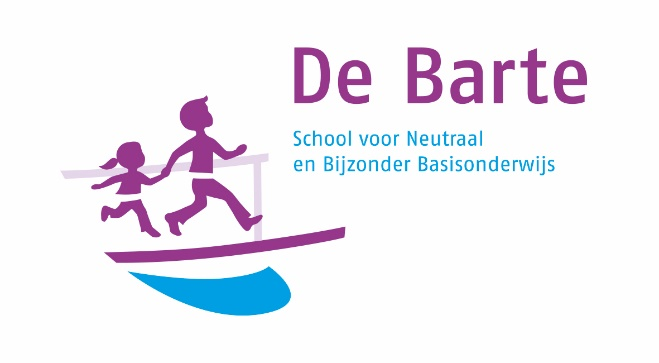 De Barte
School voor Neutraal
en Bijzonder Basisonderwijs